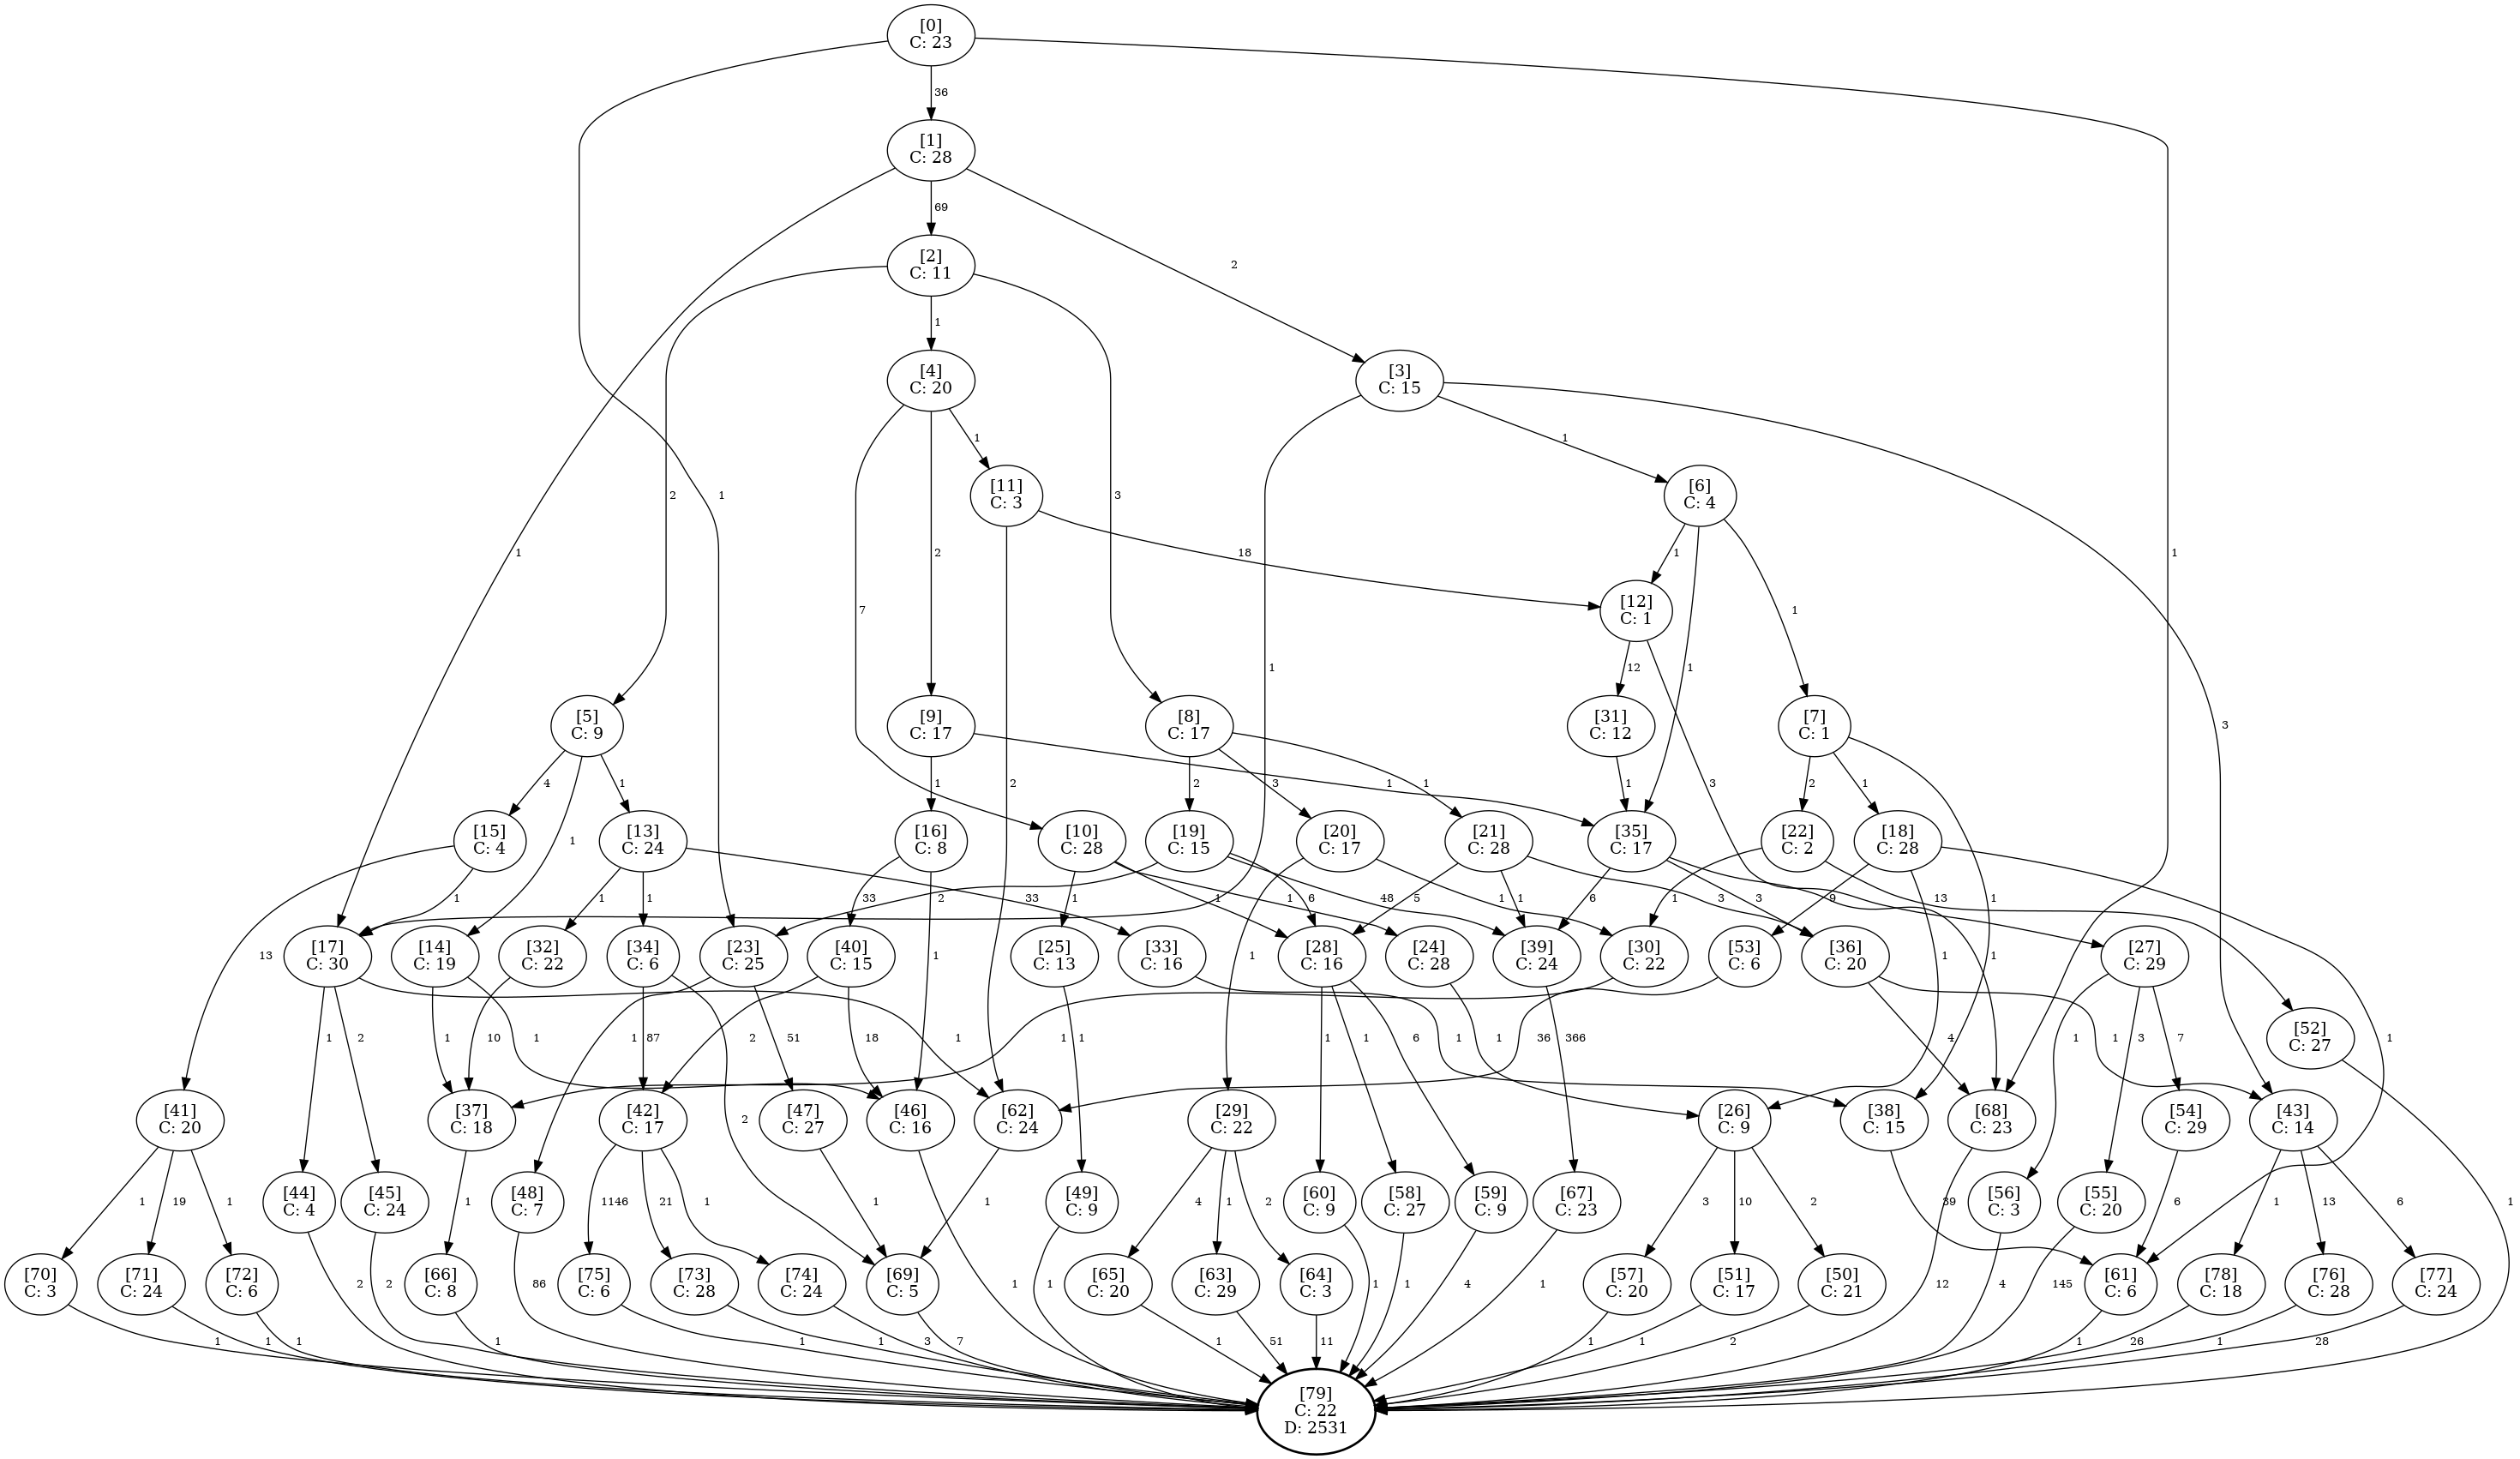 [0]
C: 23
36
[1]
C: 28
69
[2]
C: 11
2
1
[4]
C: 20
[3]
C: 15
1
1
2
3
1
[11]
C: 3
[6]
C: 4
1
2
18
1
1
1
7
[12]
C: 1
1
1
12
3
[5]
C: 9
[9]
C: 17
[8]
C: 17
[31]
C: 12
[7]
C: 1
4
1
1
1
2
3
1
1
2
1
[15]
C: 4
1
[13]
C: 24
[16]
C: 8
[10]
C: 28
[19]
C: 15
[20]
C: 17
[21]
C: 28
[35]
C: 17
[22]
C: 2
[18]
C: 28
3
13
1
1
1
33
33
2
1
1
1
6
48
1
5
1
6
3
3
1
13
9
1
[17]
C: 30
[14]
C: 19
[32]
C: 22
[34]
C: 6
[23]
C: 25
[40]
C: 15
1
[25]
C: 13
[33]
C: 16
[28]
C: 16
[24]
C: 28
[39]
C: 24
[30]
C: 22
[53]
C: 6
[36]
C: 20
[27]
C: 29
1
1
2
1
10
1
87
1
51
2
18
1
1
1
1
1
6
1
1
366
36
1
4
1
1
3
7
[52]
C: 27
1
[41]
C: 20
[37]
C: 18
[42]
C: 17
2
[47]
C: 27
[46]
C: 16
[62]
C: 24
[29]
C: 22
[26]
C: 9
[38]
C: 15
[68]
C: 23
[54]
C: 29
[43]
C: 14
1
19
1
[44]
C: 4
[45]
C: 24
1
[48]
C: 7
1146
21
1
1
1
[49]
C: 9
4
1
2
[60]
C: 9
[58]
C: 27
[59]
C: 9
[67]
C: 23
3
10
2
39
[56]
C: 3
[55]
C: 20
6
1
13
6
1
[70]
C: 3
[71]
C: 24
[72]
C: 6
2
2
[66]
C: 8
86
[75]
C: 6
[73]
C: 28
[74]
C: 24
[69]
C: 5
1
1
[65]
C: 20
[63]
C: 29
[64]
C: 3
1
1
4
1
[57]
C: 20
[51]
C: 17
[50]
C: 21
12
4
145
[61]
C: 6
[78]
C: 18
[76]
C: 28
[77]
C: 24
1
1
1
1
1
1
3
7
1
51
11
1
1
2
1
26
1
28
[79]
C: 22
D: 2531